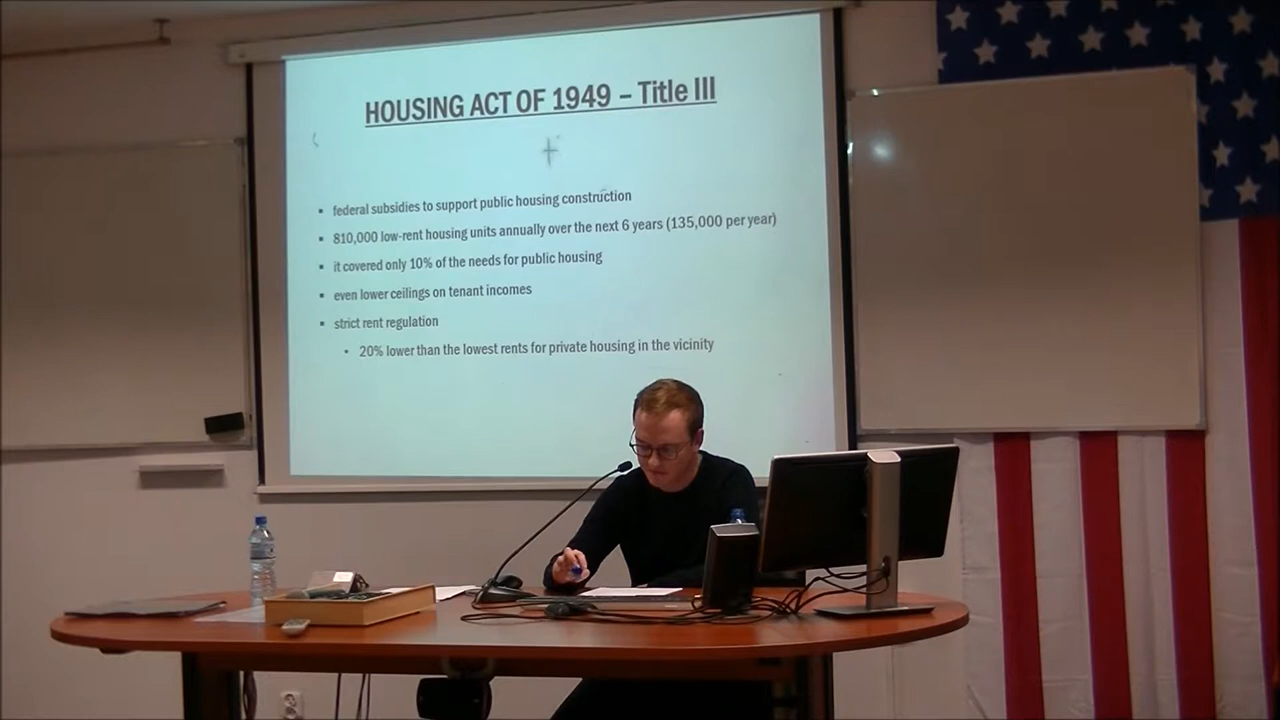 HOUSING ACT OF 1949 – Title III
▪ federal subsidies to support public housing construction
▪ 810,000 low-rent housing units annually over the next 6 years (135,000 per year)
▪ it covered only 10% of the needs for public housing
▪ even lower ceilings on tenant incomes
▪ strict rent regulation
▪ 20% lower than the lowest rents for private housing in the vicinity